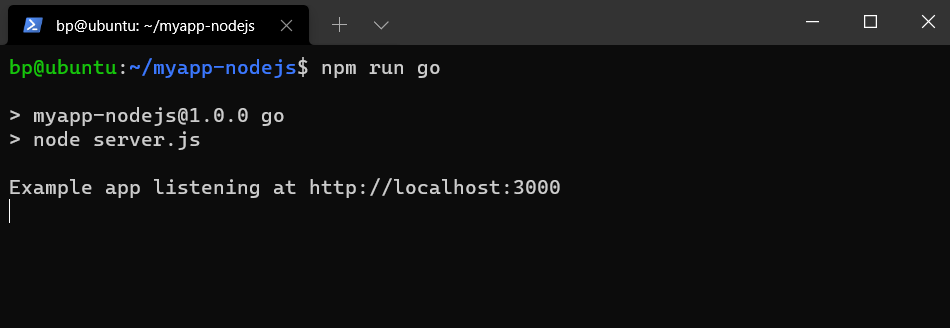 bp@ubuntu: ~/myapp-nodejs
bp@ubuntu:~/myapp-nodejs$ npm run go
> myapp-nodejs@1.0.0 go
> node server.js
Example app listening at http://localhost:3000